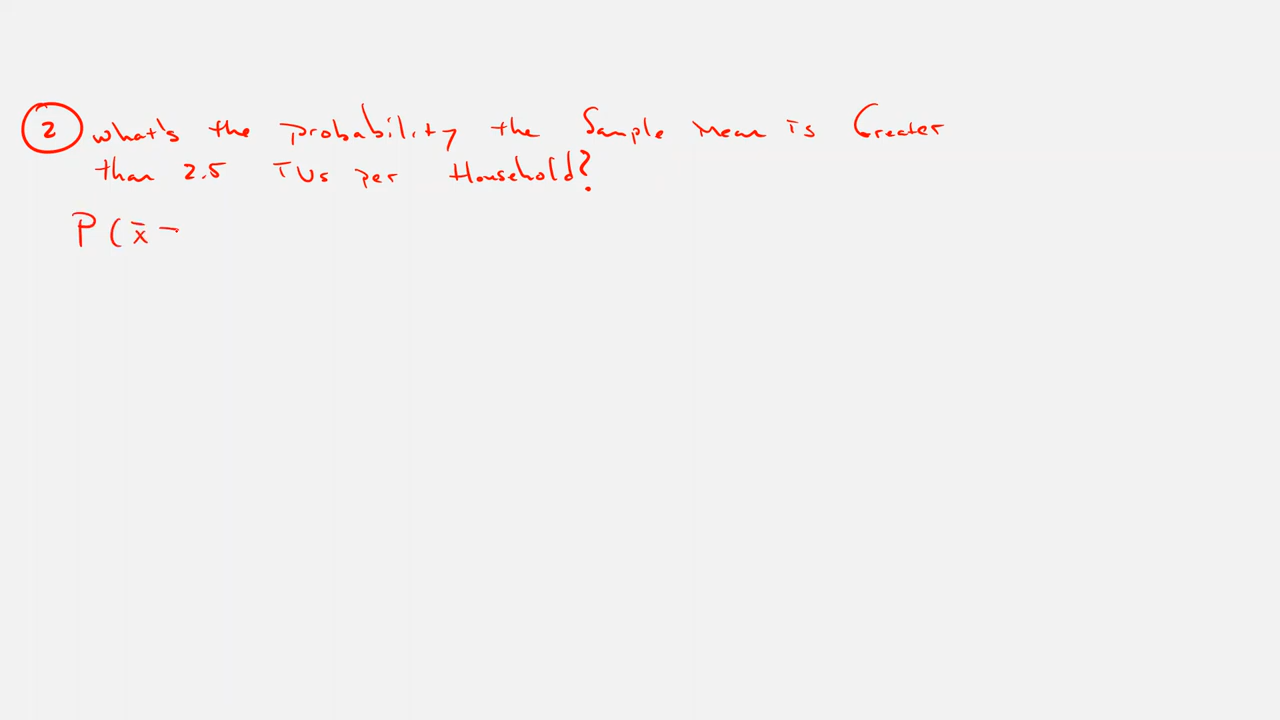 2 what's the probability the Sample Mean is Greater
than 2.5 TVs per Household?
P ( x̄ -